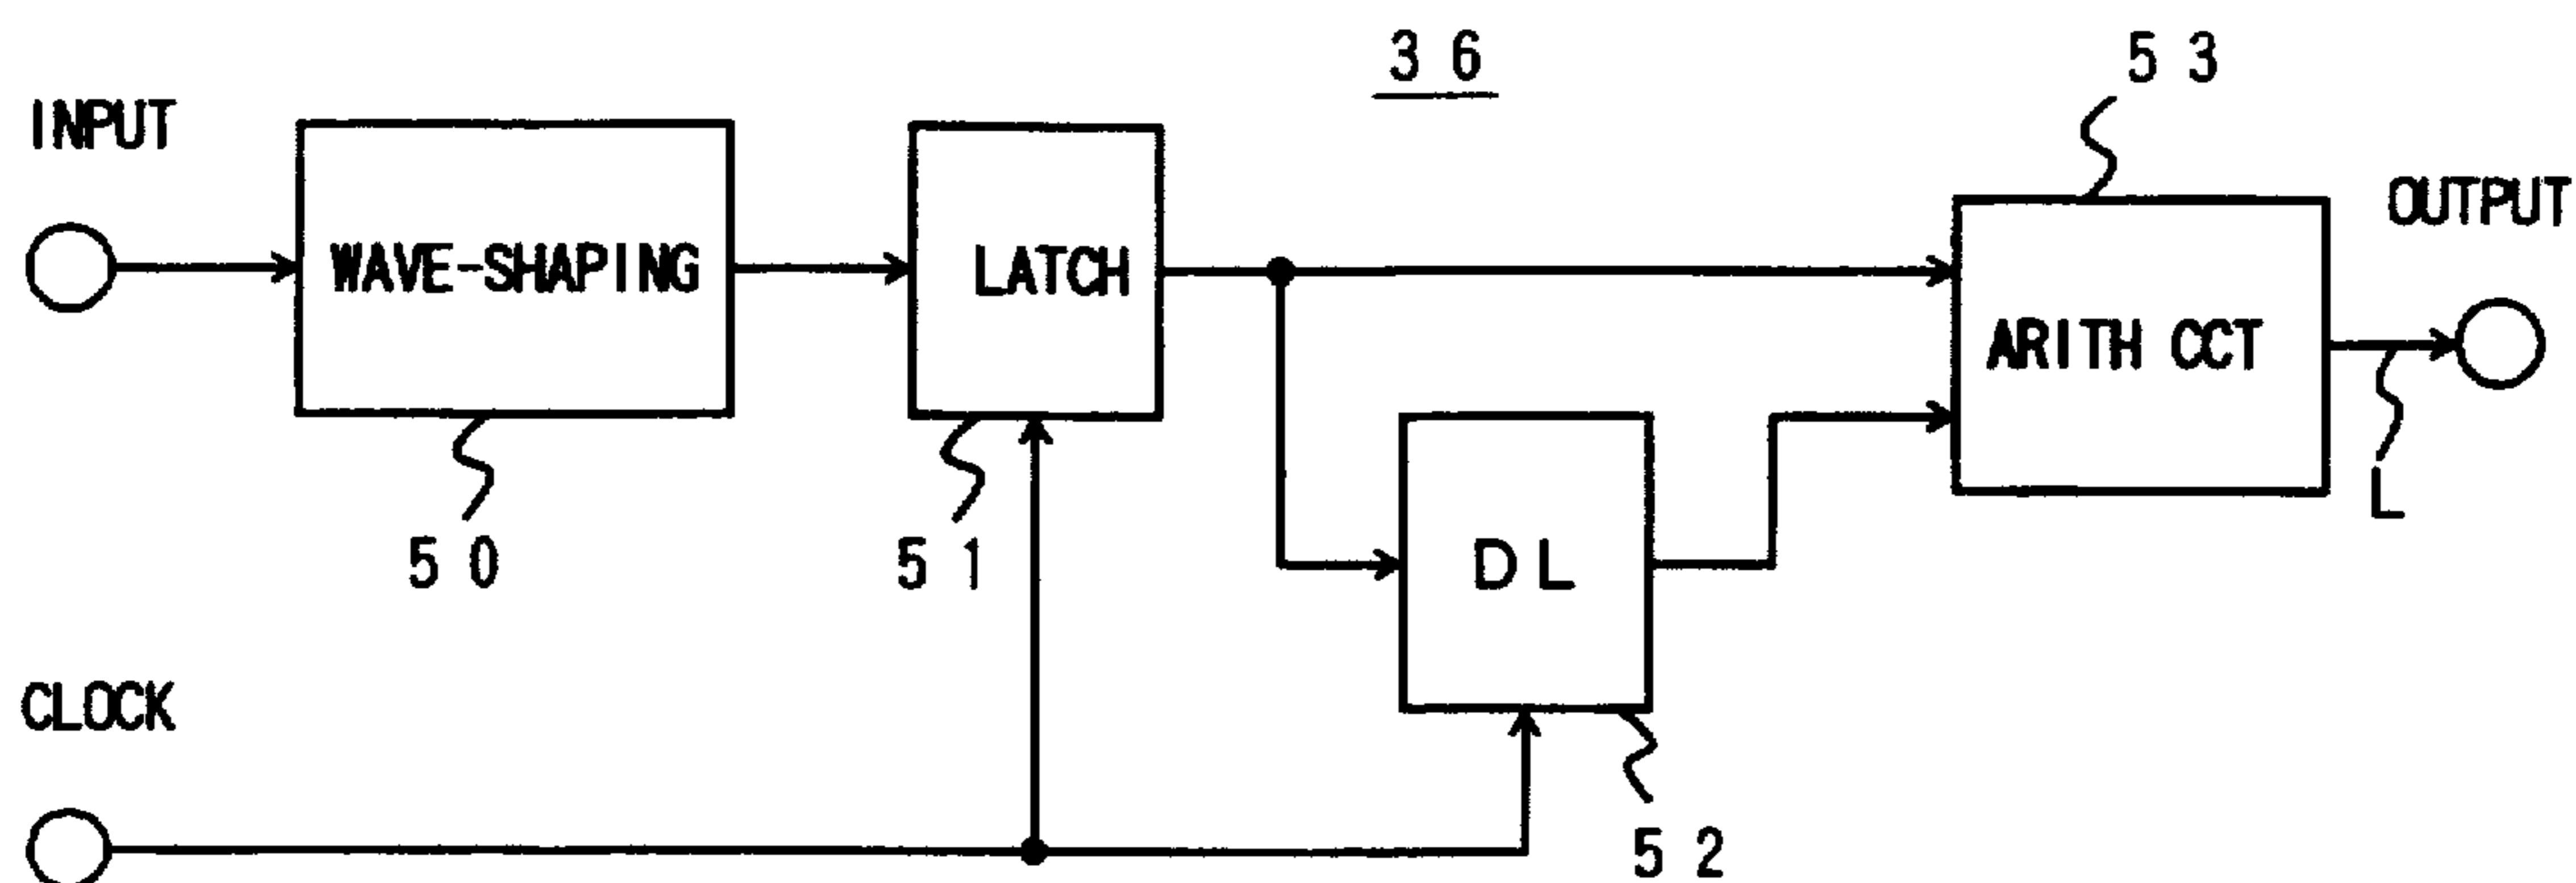 36
53
INPUT
OUTPUT
WAVE-SHAPING
LATCH
ARITH CCT
L
50
51
DL
CLOCK
52